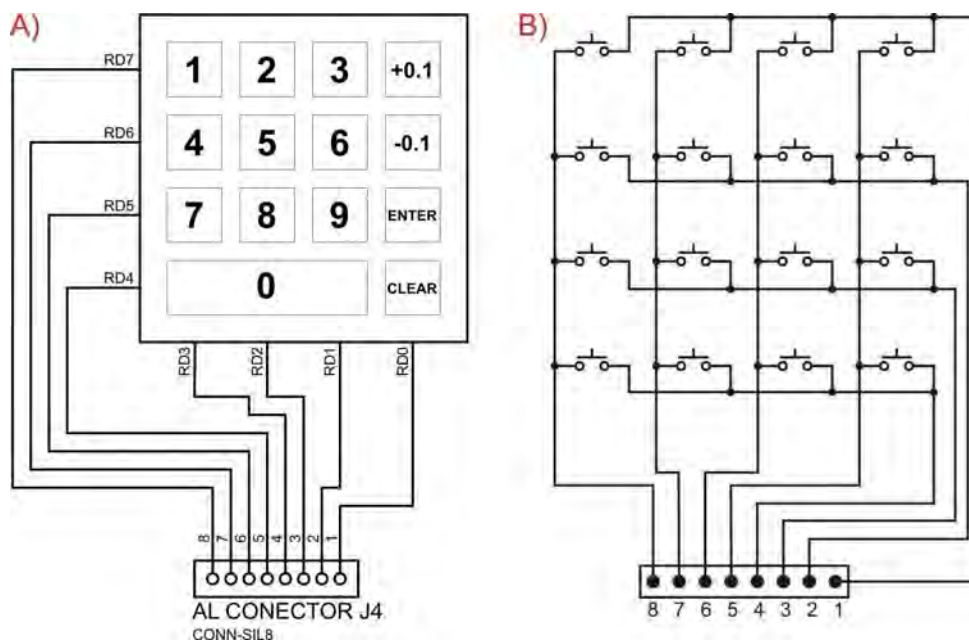 A)
RD7
1 2 3 +0.1
RD6
4 5 6 -0.1
RD5
7 8 9 ENTER
RD4
0 CLEAR
RD3 RD2 RD1 RD0
8 7 6 5 4 3 2 1
AL CONECTOR J4
CONN-SIL8
B)
8 7 6 5 4 3 2 1